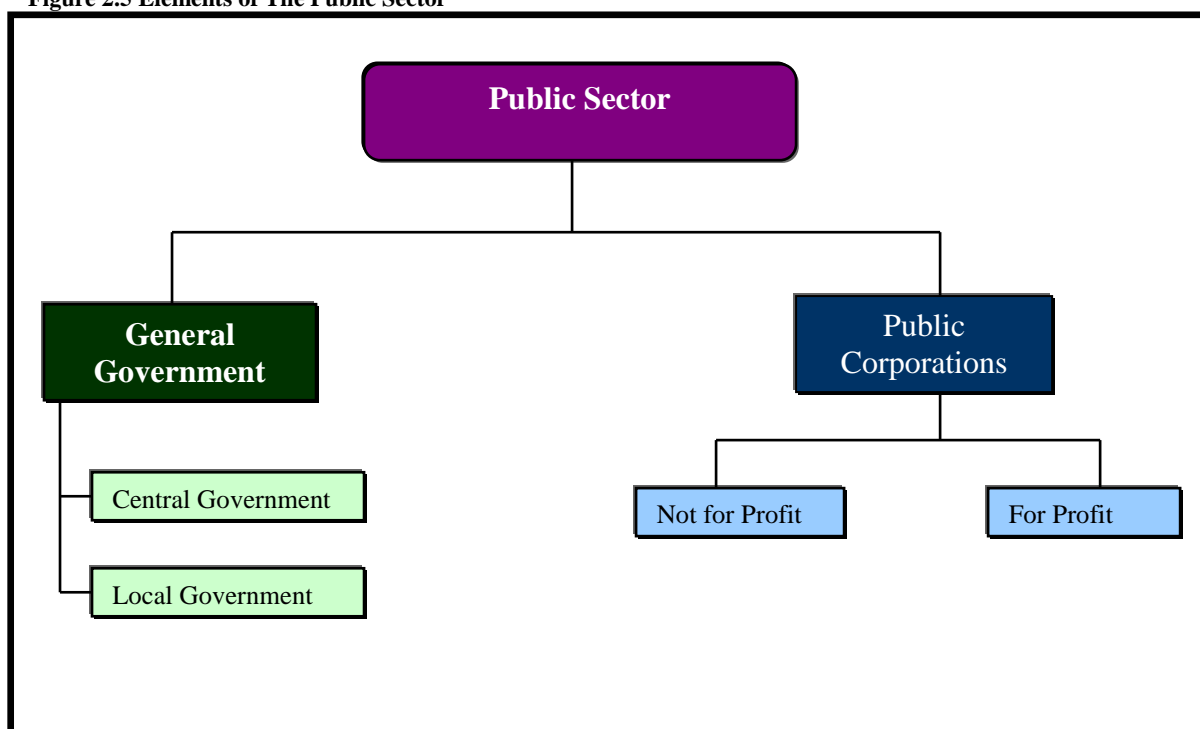 Figure 2.5 Elements of The Public Sector
Public Sector
General
Government
Public
Corporations
Central Government
Local Government
Not for Profit
For Profit